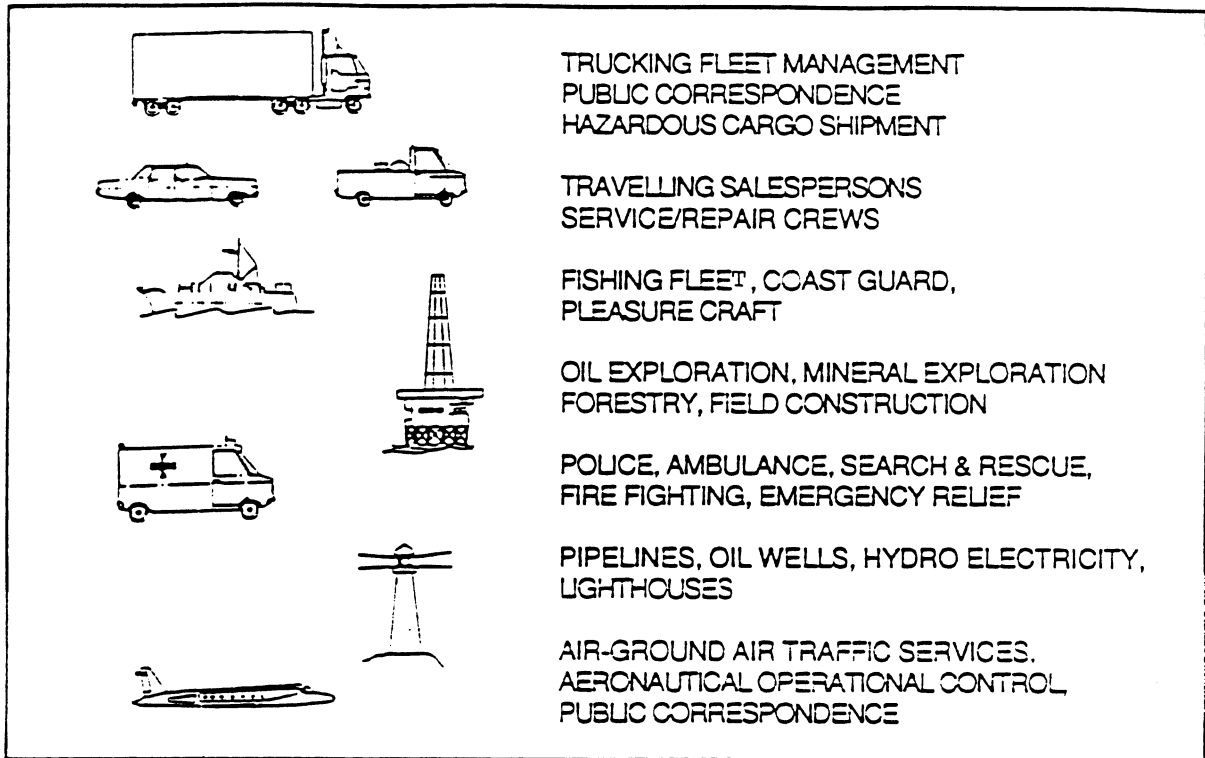 TRUCKING FLEET MANAGEMENT
PUBLIC CORRESPONDENCE
HAZARDOUS CARGO SHIPMENT
TRAVELLING SALESPERSONS
SERVICE/REPAIR CREWS
FISHING FLEET, COAST GUARD,
PLEASURE CRAFT
OIL EXPLORATION, MINERAL EXPLORATION
FORESTRY, FIELD CONSTRUCTION
POLICE, AMBULANCE, SEARCH & RESCUE,
FIRE FIGHTING, EMERGENCY RELIEF
PIPELINES, OIL WELLS, HYDRO ELECTRICITY,
LIGHTHOUSES
AIR-GROUND AIR TRAFFIC SERVICES.
AERONAUTICAL OPERATIONAL CONTROL,
PUBLIC CORRESPONDENCE